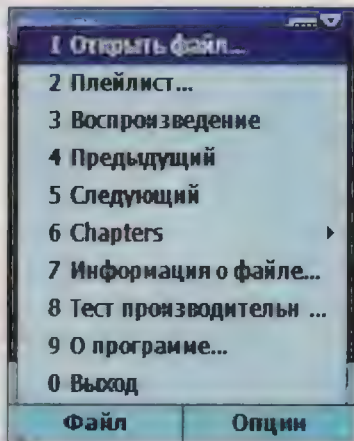 1 Открыть файл...
2 Плейлист...
3 Воспроизведение
4 Предыдущий
5 Следующий
6 Chapters
7 Информация о файле...
8 Тест производительн ...
9 О программе...
0 Выход
Файл Опции